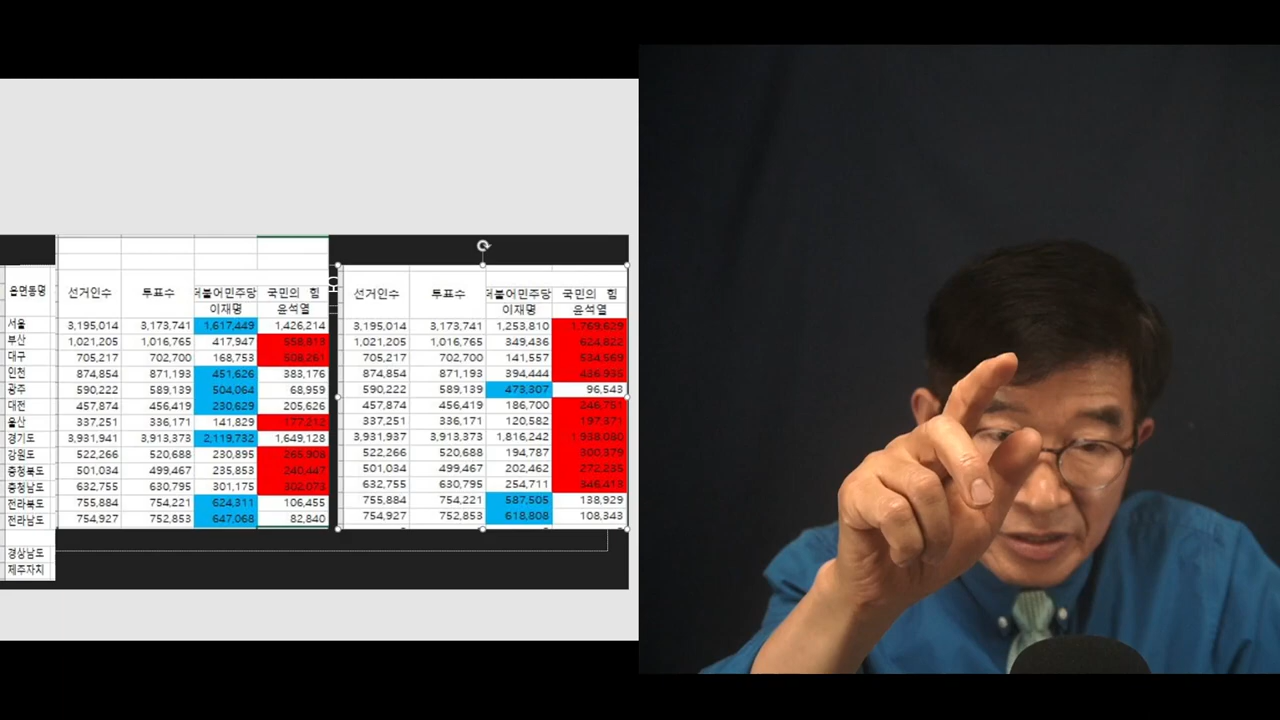 읍면동명 선거인수 투표수 더불어민주당 국민의 힘 선거인수 투표수 더불어민주당 국민의 힘
이재명 윤석열 이재명 윤석열
서울 3,195,014 3,173,741 1,617,449 1,426,214 3,195,014 3,173,741 1,253,810 1,769,629
부산 1,021,205 1,016,765 417,947 558,813 1,021,205 1,016,765 349,436 624,822
대구 705,217 702,700 168,753 508,261 705,217 702,700 141,557 534,569
인천 874,854 871,193 451,626 383,176 874,854 871,193 394,444 436,935
광주 590,222 589,139 504,064 68,959 590,222 589,139 473,307 96,543
대전 457,874 456,419 230,629 205,626 457,874 456,419 186,700 246,751
울산 337,251 336,171 141,829 177,212 337,251 336,171 120,582 197,371
경기도 3,931,941 3,913,373 2,119,732 1,649,128 3,931,937 3,913,373 1,816,242 1,938,080
강원도 522,266 520,688 230,895 265,908 522,266 520,688 194,787 300,379
충청북도 501,034 499,467 235,853 240,447 501,034 499,467 202,462 272,235
충청남도 632,755 630,795 301,175 302,073 632,755 630,795 254,711 346,413
전라북도 755,884 754,221 624,311 106,455 755,884 754,221 587,505 138,929
전라남도 754,927 752,853 647,068 82,840 754,927 752,853 618,808 108,343
경상남도
제주자치